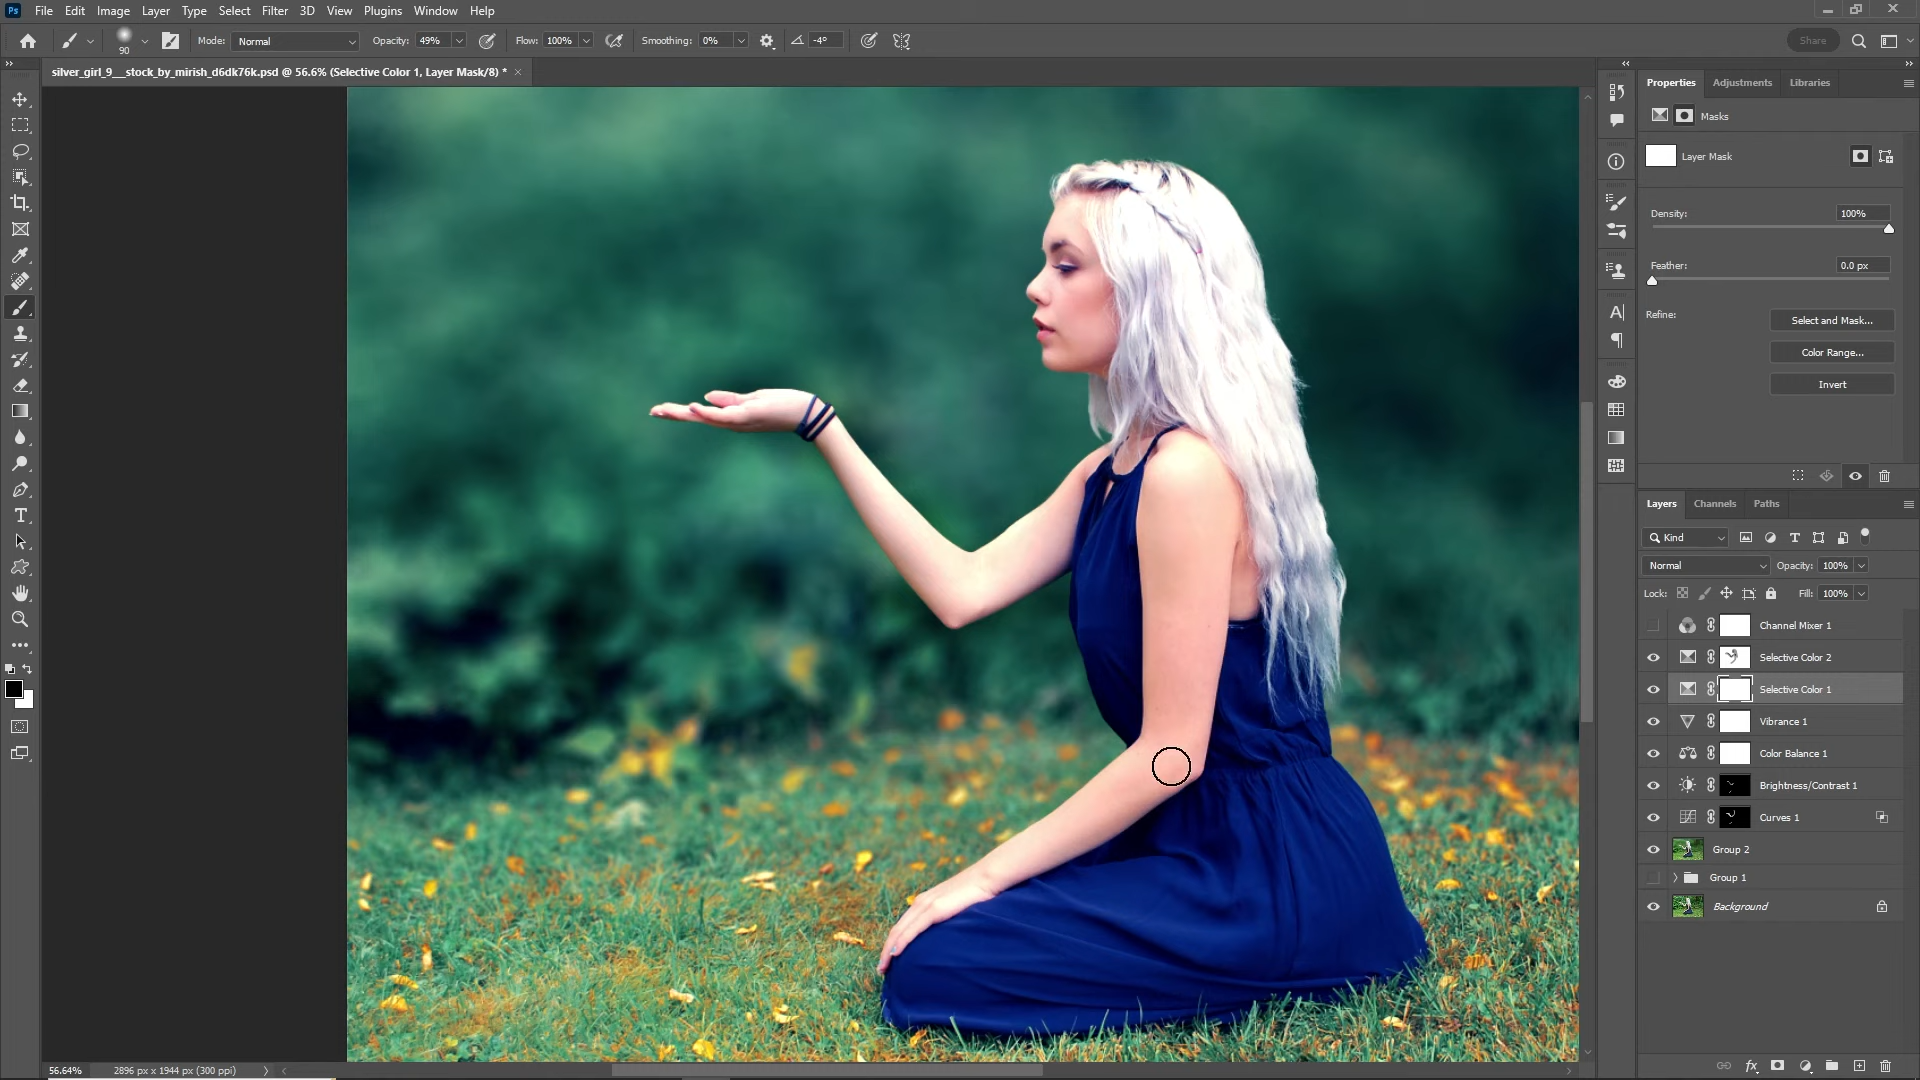 Ps File Edit Image Layer Type Select Filter 3D View Plugins Window Help
90 Mode: Normal Opacity: 49% Flow: 100% Smoothing: 0% -4° Share
silver_girl_9__stock_by_mirish_d6dk76k.psd @ 56.6% (Selective Color 1, Layer Mask/8) * ×
Properties Adjustments Libraries
Masks
Layer Mask
Density: 100%
Feather: 0.0 px
Refine: Select and Mask...
Color Range...
Invert
Layers Channels Paths
Kind
Normal Opacity: 100%
Lock: Fill: 100%
Channel Mixer 1
Selective Color 2
Selective Color 1
Vibrance 1
Color Balance 1
Brightness/Contrast 1
Curves 1
Group 2
Group 1
Background
56.64% 2896 px x 1944 px (300 ppi)